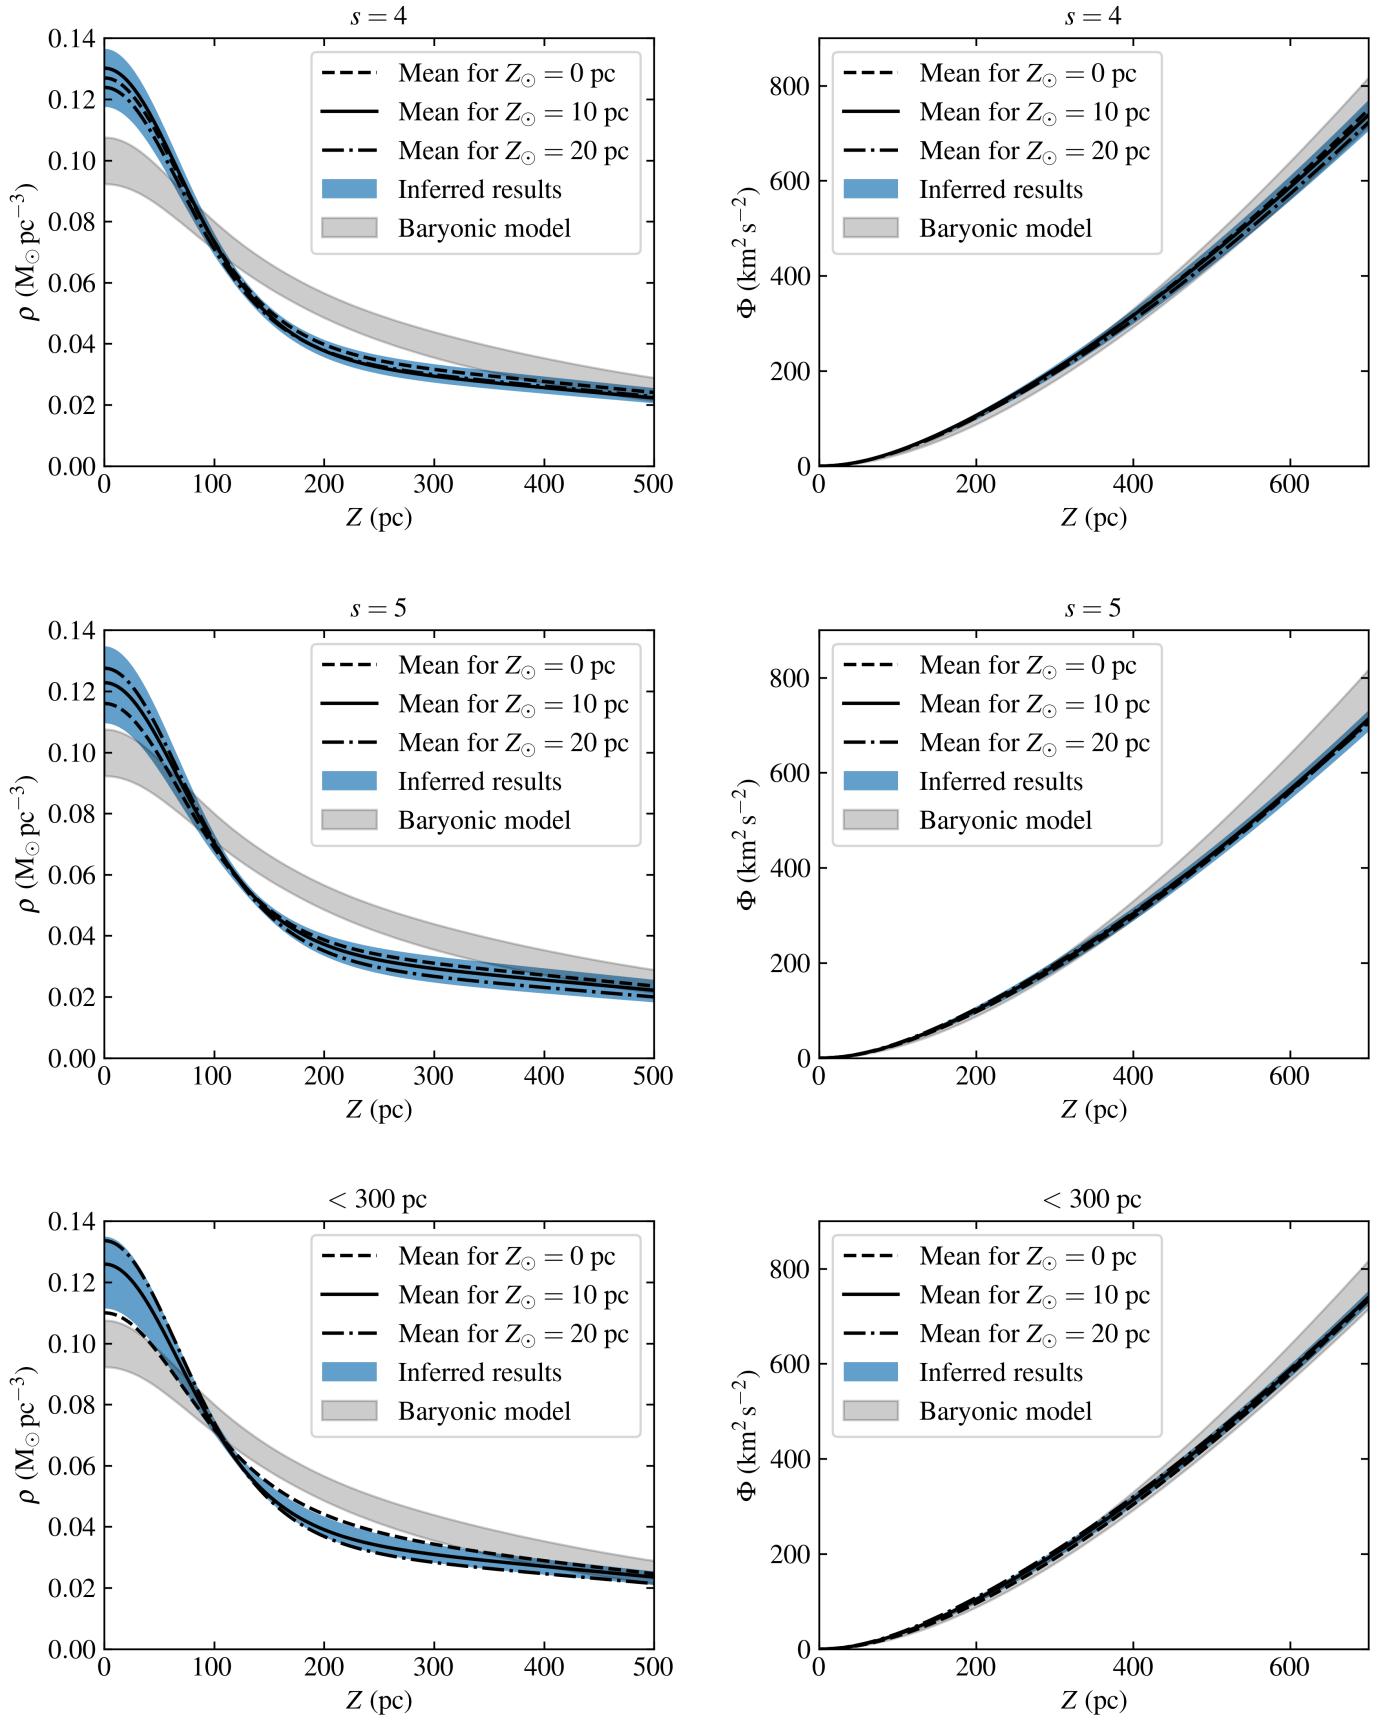 s = 4
0.14
0.12
0.10
0.08
0.06
0.04
0.02
0.00
ρ (M⊙ pc−3)
Mean for Z⊙ = 0 pc
Mean for Z⊙ = 10 pc
Mean for Z⊙ = 20 pc
Inferred results
Baryonic model
0 100 200 300 400 500
Z (pc)
s = 4
800
600
400
200
0
Φ (km2 s−2)
Mean for Z⊙ = 0 pc
Mean for Z⊙ = 10 pc
Mean for Z⊙ = 20 pc
Inferred results
Baryonic model
0 200 400 600
Z (pc)
s = 5
0.14
0.12
0.10
0.08
0.06
0.04
0.02
0.00
ρ (M⊙ pc−3)
Mean for Z⊙ = 0 pc
Mean for Z⊙ = 10 pc
Mean for Z⊙ = 20 pc
Inferred results
Baryonic model
0 100 200 300 400 500
Z (pc)
s = 5
800
600
400
200
0
Φ (km2 s−2)
Mean for Z⊙ = 0 pc
Mean for Z⊙ = 10 pc
Mean for Z⊙ = 20 pc
Inferred results
Baryonic model
0 200 400 600
Z (pc)
< 300 pc
0.14
0.12
0.10
0.08
0.06
0.04
0.02
0.00
ρ (M⊙ pc−3)
Mean for Z⊙ = 0 pc
Mean for Z⊙ = 10 pc
Mean for Z⊙ = 20 pc
Inferred results
Baryonic model
0 100 200 300 400 500
Z (pc)
< 300 pc
800
600
400
200
0
Φ (km2 s−2)
Mean for Z⊙ = 0 pc
Mean for Z⊙ = 10 pc
Mean for Z⊙ = 20 pc
Inferred results
Baryonic model
0 200 400 600
Z (pc)